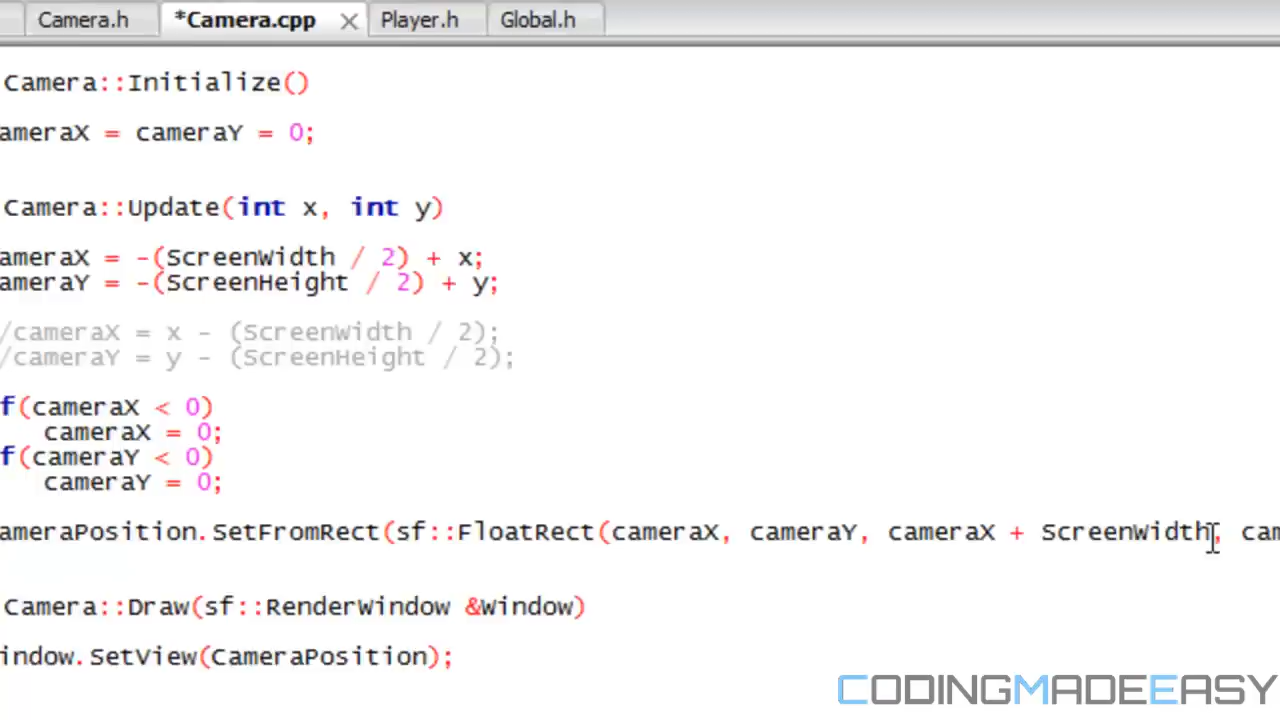 Camera.h *Camera.cpp Player.h Global.h
Camera::Initialize()
ameraX = cameraY = 0;
Camera::Update(int x, int y)
ameraX = -(ScreenWidth / 2) + x;
ameraY = -(ScreenHeight / 2) + y;
/cameraX = x - (ScreenWidth / 2);
/cameraY = y - (ScreenHeight / 2);
f(cameraX < 0)
cameraX = 0;
f(cameraY < 0)
cameraY = 0;
ameraPosition.SetFromRect(sf::FloatRect(cameraX, cameraY, cameraX + ScreenWidth, cam
Camera::Draw(sf::RenderWindow &Window)
indow.SetView(CameraPosition);
CODINGMADEEASY